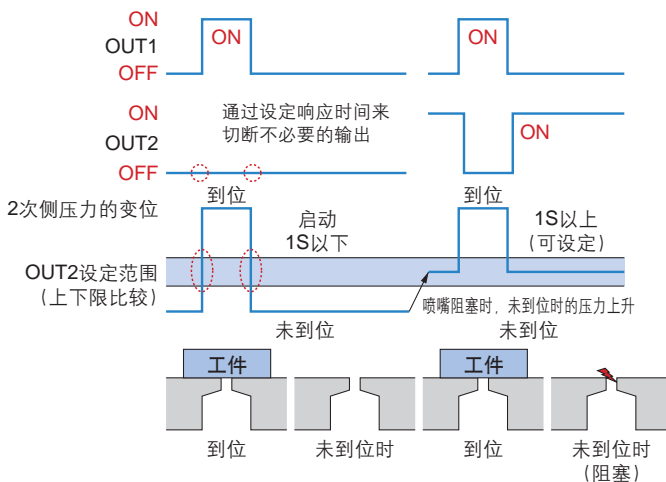 ON
OUT1
OFF
ON
ON
ON
OUT2
OFF
通过设定响应时间来
切断不必要的输出
ON
到位
到位
2次侧压力的变位
启动
1S以下
1S以上
(可设定)
OUT2设定范围
(上下限比较)
喷嘴阻塞时，未到位时的压力上升
未到位
未到位
工件
工件
到位
未到位时
到位
未到位时
(阻塞)